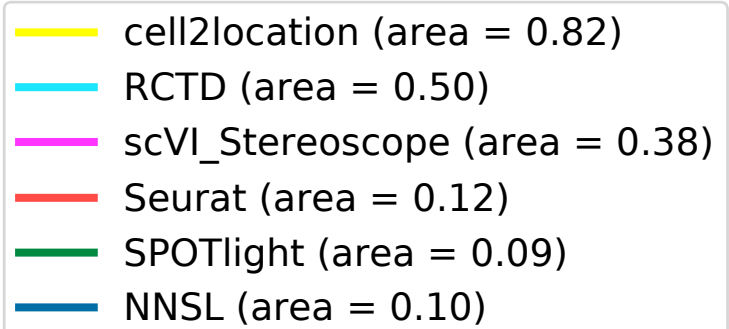 cell2location (area = 0.82)
RCTD (area = 0.50)
scVI_Stereoscope (area = 0.38)
Seurat (area = 0.12)
SPOTlight (area = 0.09)
NNSL (area = 0.10)